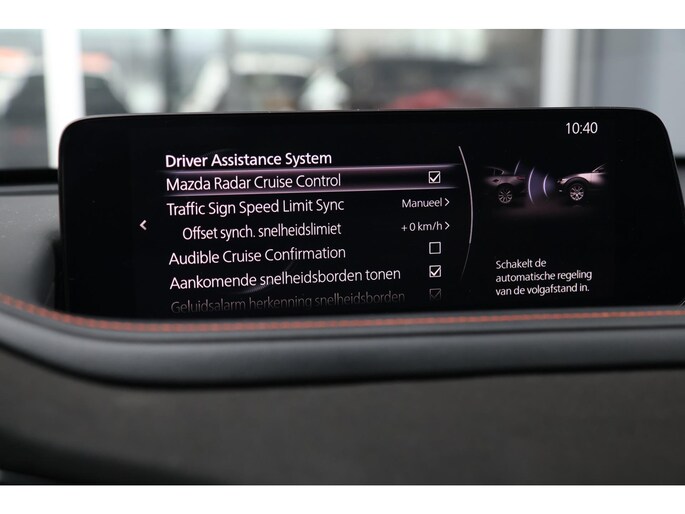 10:40
Driver Assistance System
Mazda Radar Cruise Control
Traffic Sign Speed Limit Sync Manueel
Offset synch. snelheidslimiet + 0 km/h
Audible Cruise Confirmation
Aankomende snelheidsborden tonen
Geluidsalarm herkenning snelheidsborden
Schakelt de
automatische regeling
van de volgafstand in.